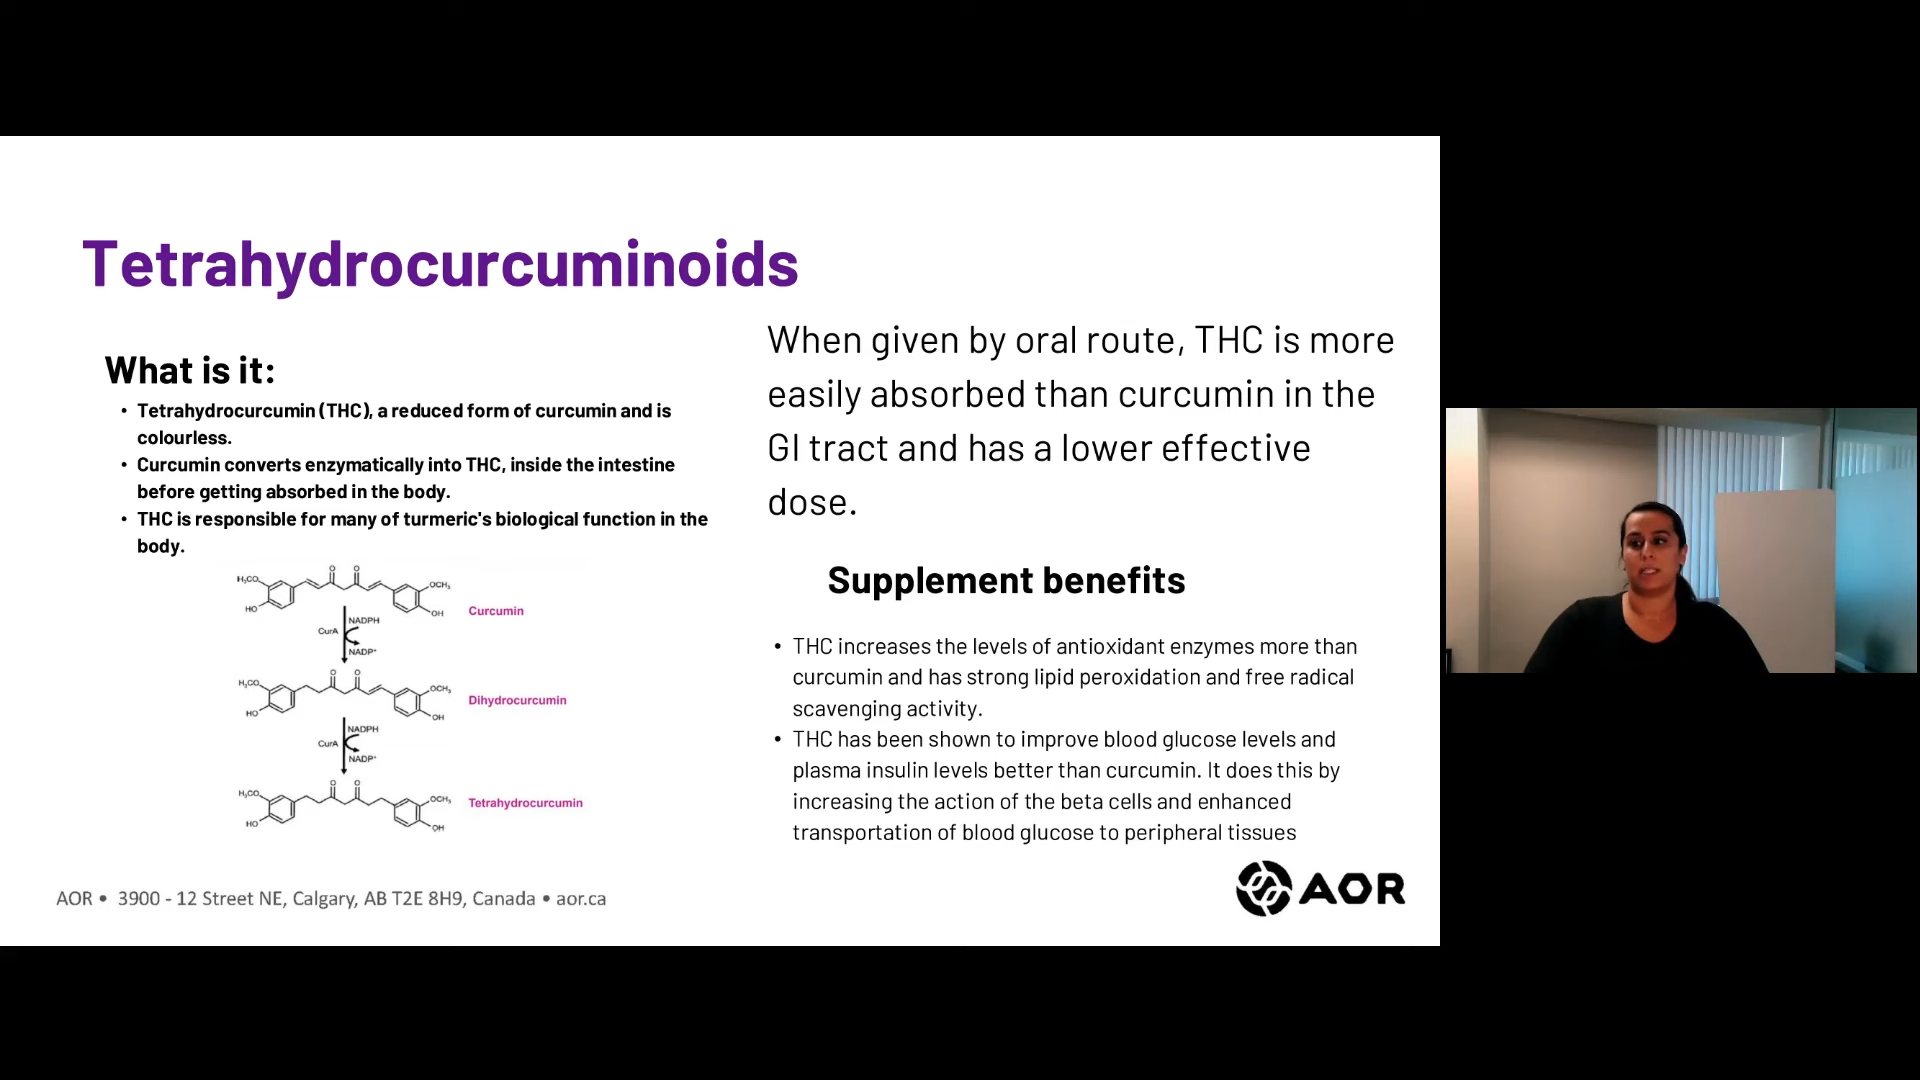 Tetrahydrocurcuminoids
What is it:
• Tetrahydrocurcumin (THC), a reduced form of curcumin and is
colourless.
• Curcumin converts enzymatically into THC, inside the intestine
before getting absorbed in the body.
• THC is responsible for many of turmeric's biological function in the
body.
H₃CO
O O
OCH₃
HO
OH
Curcumin
NADPH
CurA
NADP⁺
H₃CO
O O
OCH₃
HO
OH
Dihydrocurcumin
NADPH
CurA
NADP⁺
H₃CO
O O
OCH₃
HO
OH
Tetrahydrocurcumin
When given by oral route, THC is more
easily absorbed than curcumin in the
GI tract and has a lower effective
dose.
Supplement benefits
• THC increases the levels of antioxidant enzymes more than
curcumin and has strong lipid peroxidation and free radical
scavenging activity.
• THC has been shown to improve blood glucose levels and
plasma insulin levels better than curcumin. It does this by
increasing the action of the beta cells and enhanced
transportation of blood glucose to peripheral tissues
AOR • 3900 - 12 Street NE, Calgary, AB T2E 8H9, Canada • aor.ca
AOR